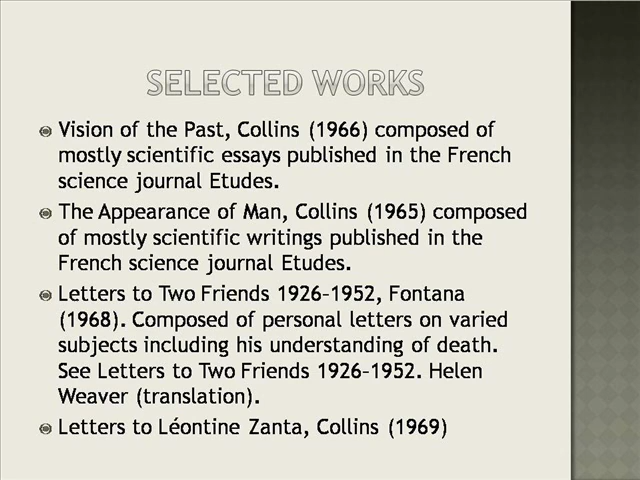 SELECTED WORKS
Vision of the Past, Collins (1966) composed of
mostly scientific essays published in the French
science journal Etudes.
The Appearance of Man, Collins (1965) composed
of mostly scientific writings published in the
French science journal Etudes.
Letters to Two Friends 1926–1952, Fontana
(1968). Composed of personal letters on varied
subjects including his understanding of death.
See Letters to Two Friends 1926–1952. Helen
Weaver (translation).
Letters to Léontine Zanta, Collins (1969)